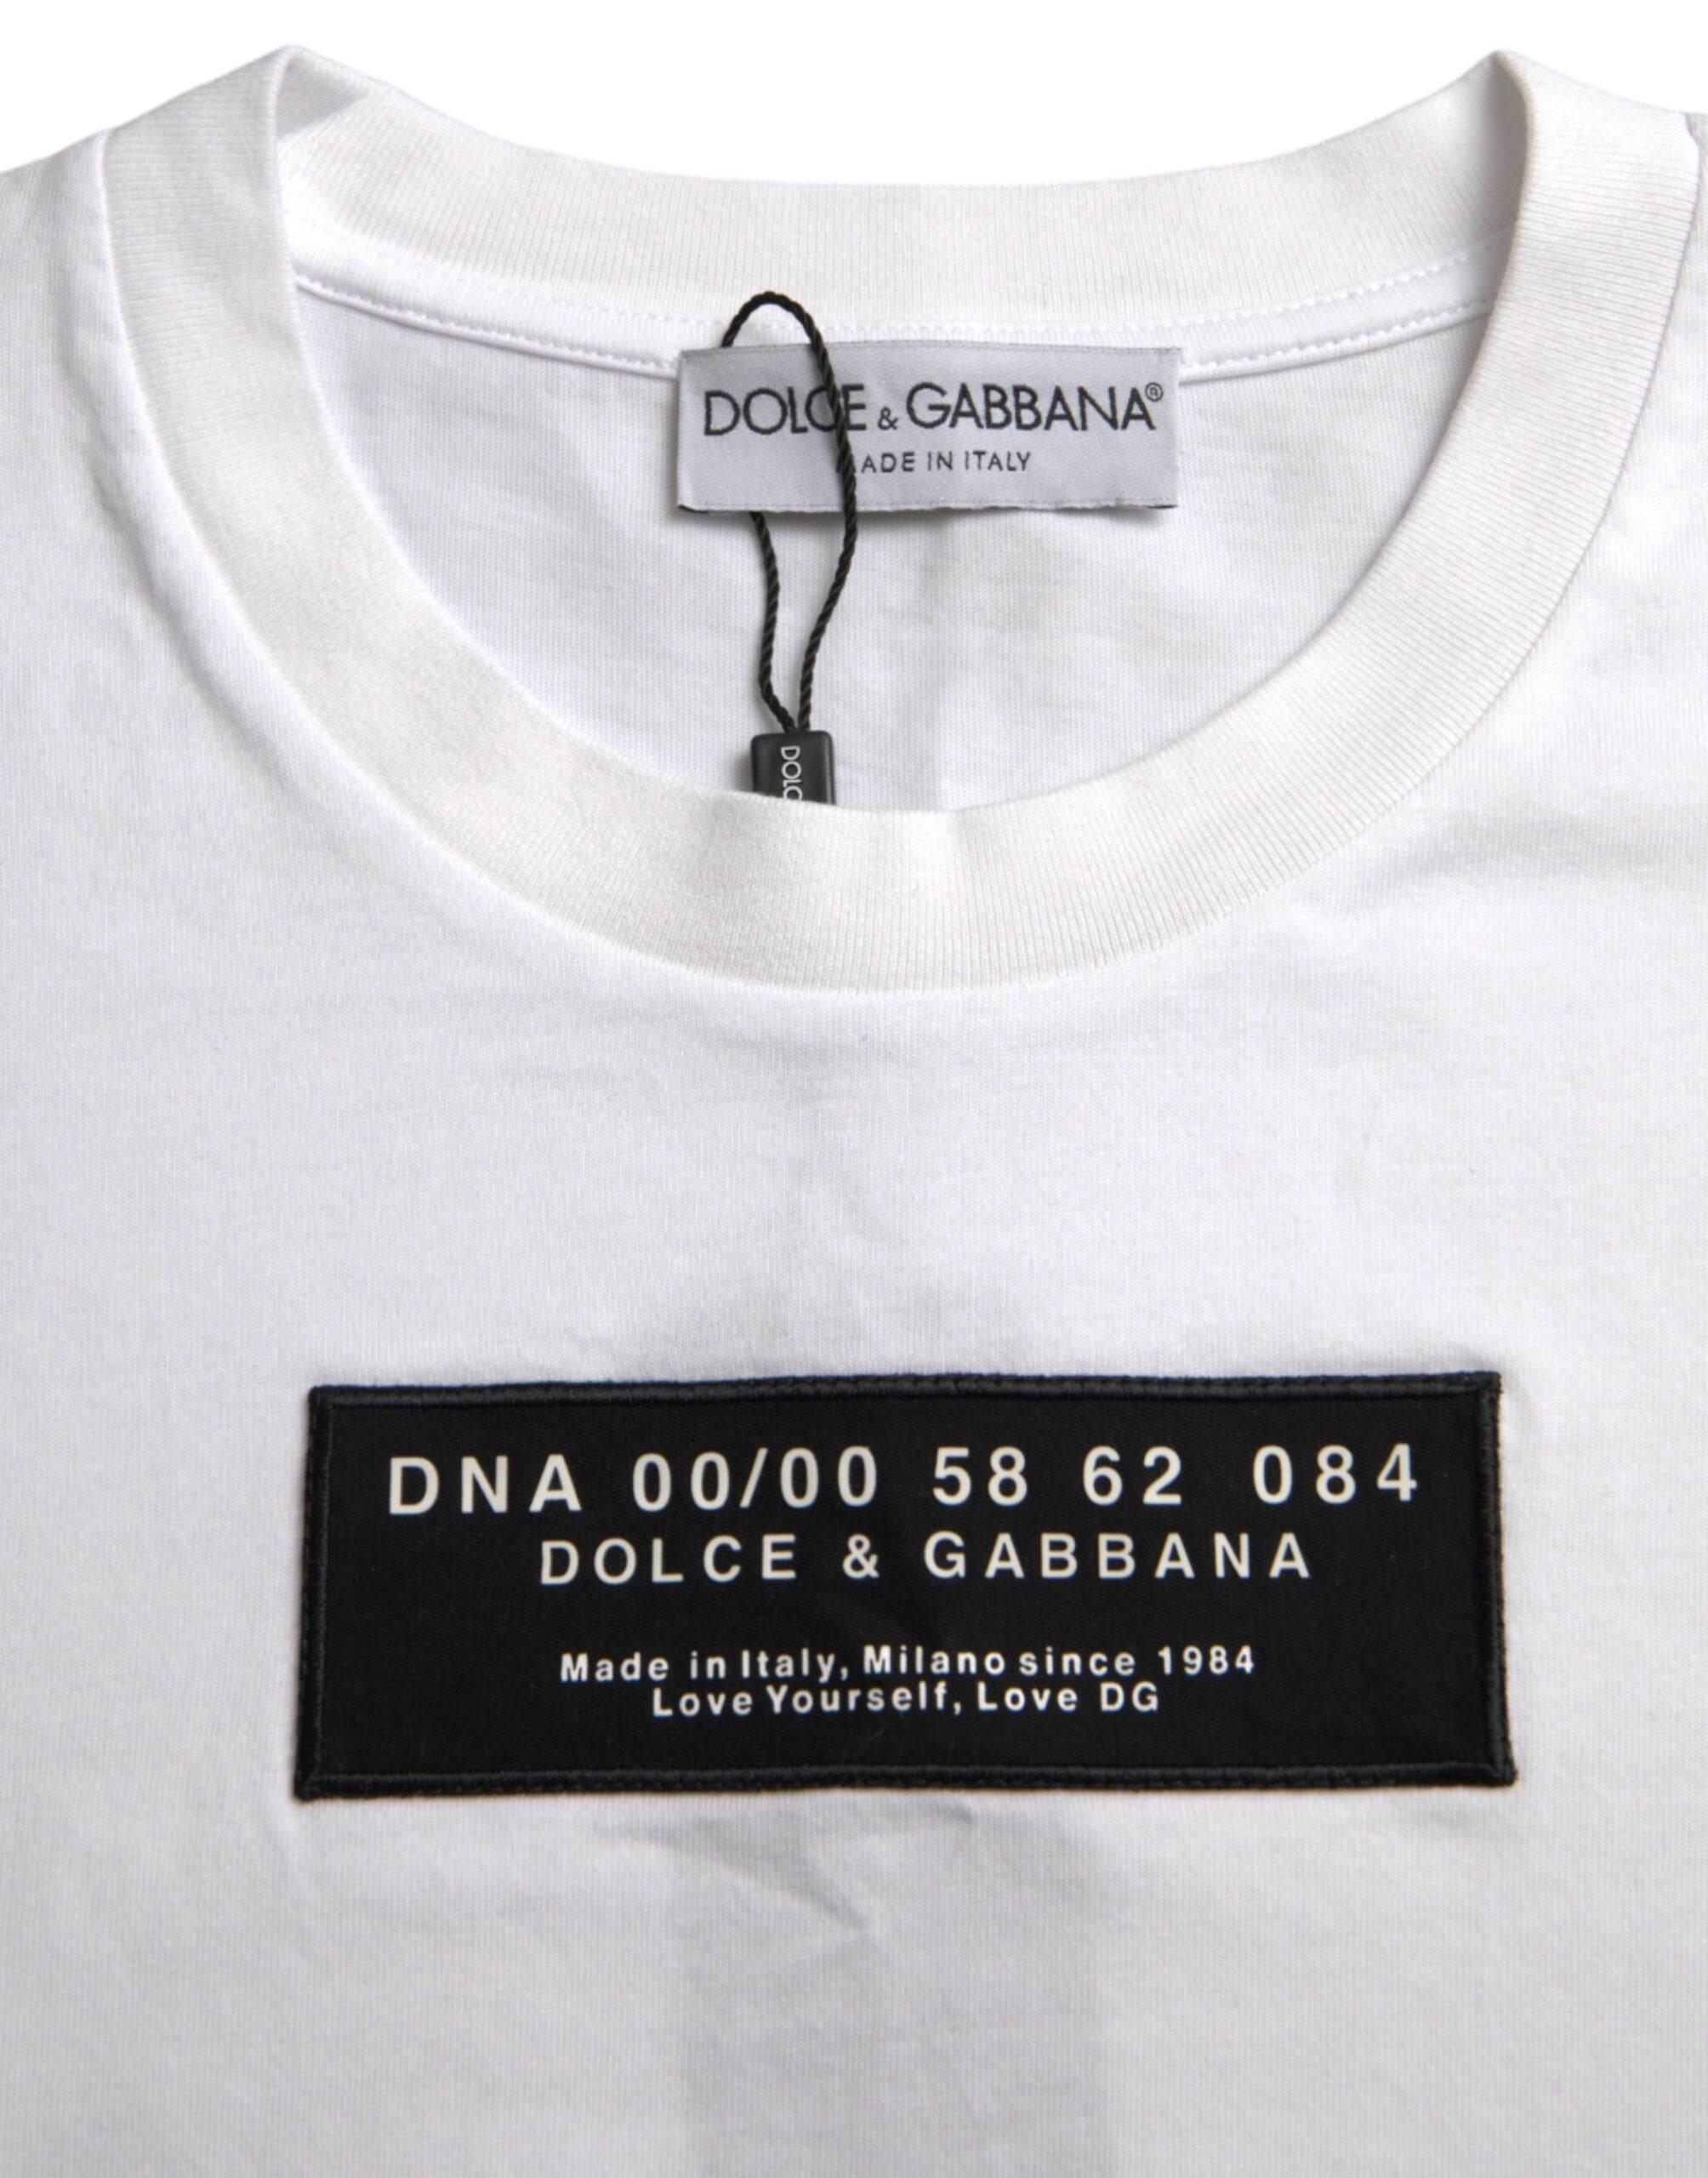 DOLCE & GABBANA®
MADE IN ITALY
DNA 00/00 58 62 084
DOLCE & GABBANA
Made in Italy, Milano since 1984
Love Yourself, Love DG